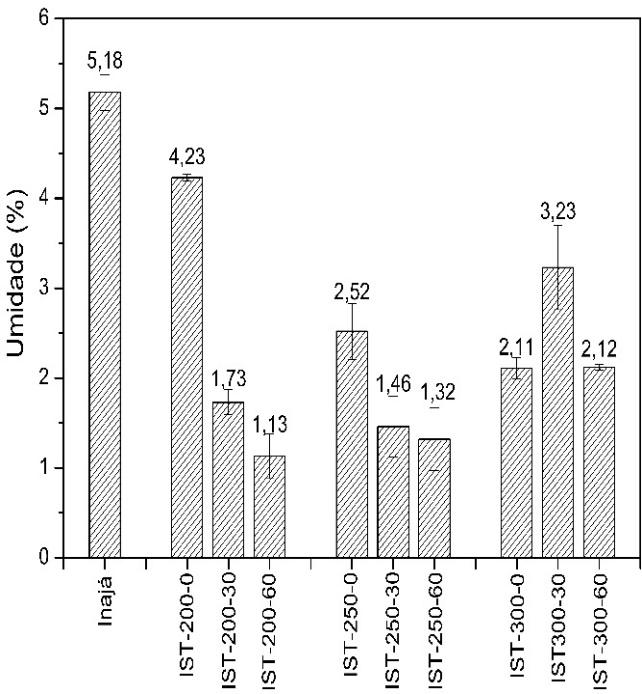 Umidade (%)
6
5
4
3
2
1
0
5,18
4,23
1,73
1,13
2,52
1,46
1,32
2,11
3,23
2,12
Inajá
IST-200-0
IST-200-30
IST-200-60
IST-250-0
IST-250-30
IST-250-60
IST-300-0
IST300-30
IST-300-60